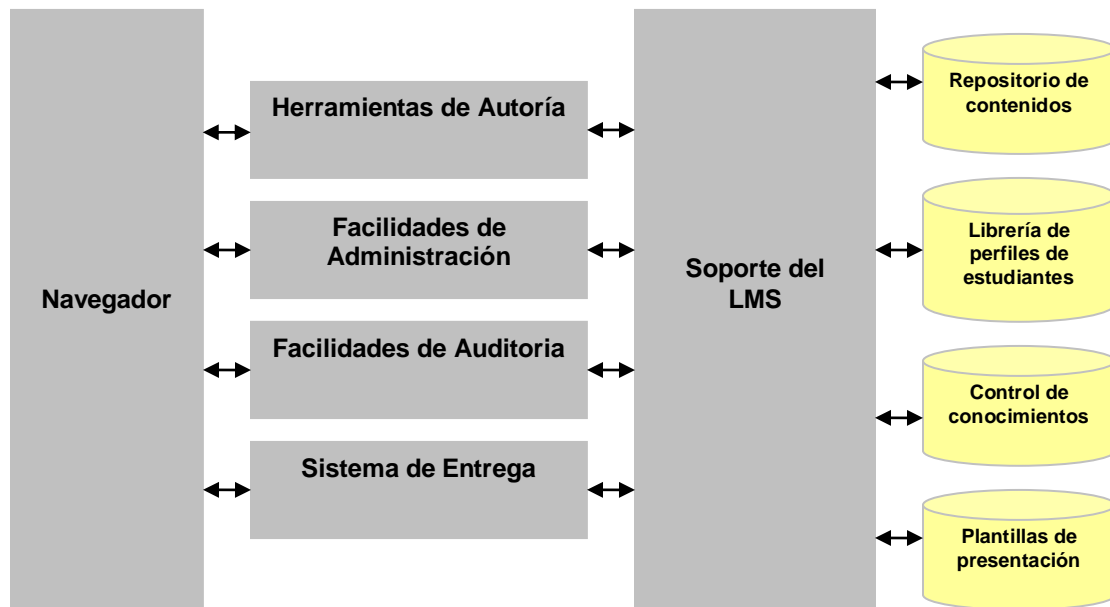 Navegador
Herramientas de Autoría
Facilidades de
Administración
Facilidades de Auditoria
Sistema de Entrega
Soporte del
LMS
Repositorio de
contenidos
Librería de
perfiles de
estudiantes
Control de
conocimientos
Plantillas de
presentación